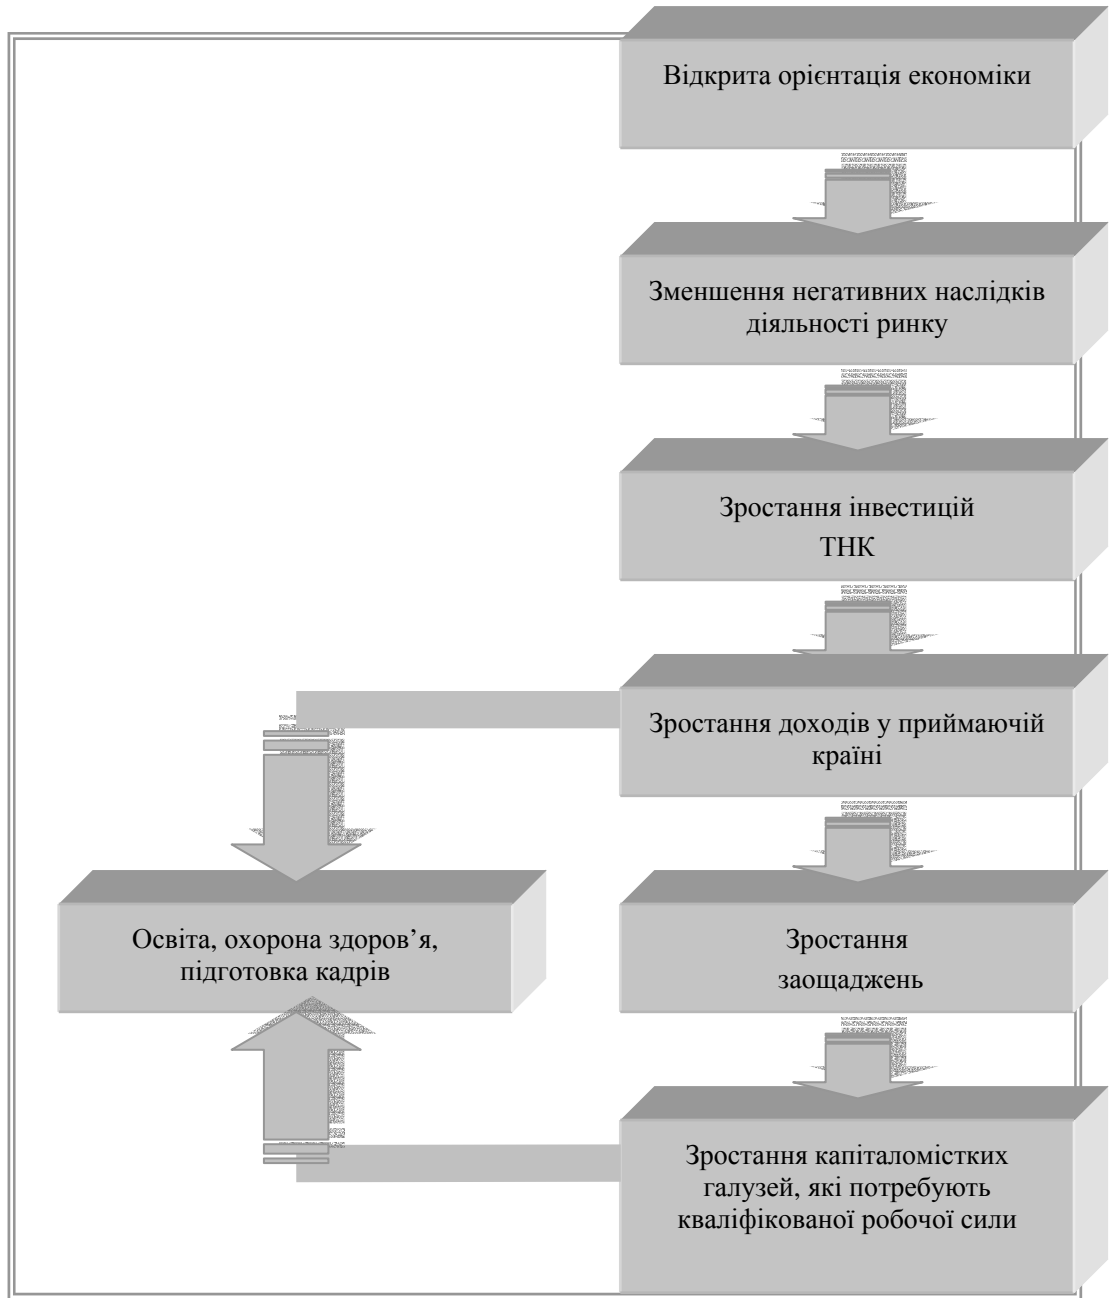 Відкрита орієнтація економіки
Зменшення негативних наслідків
діяльності ринку
Зростання інвестицій
ТНК
Зростання доходів у приймаючій
країні
Освіта, охорона здоров’я,
підготовка кадрів
Зростання
заощаджень
Зростання капіталомістких
галузей, які потребують
кваліфікованої робочої сили